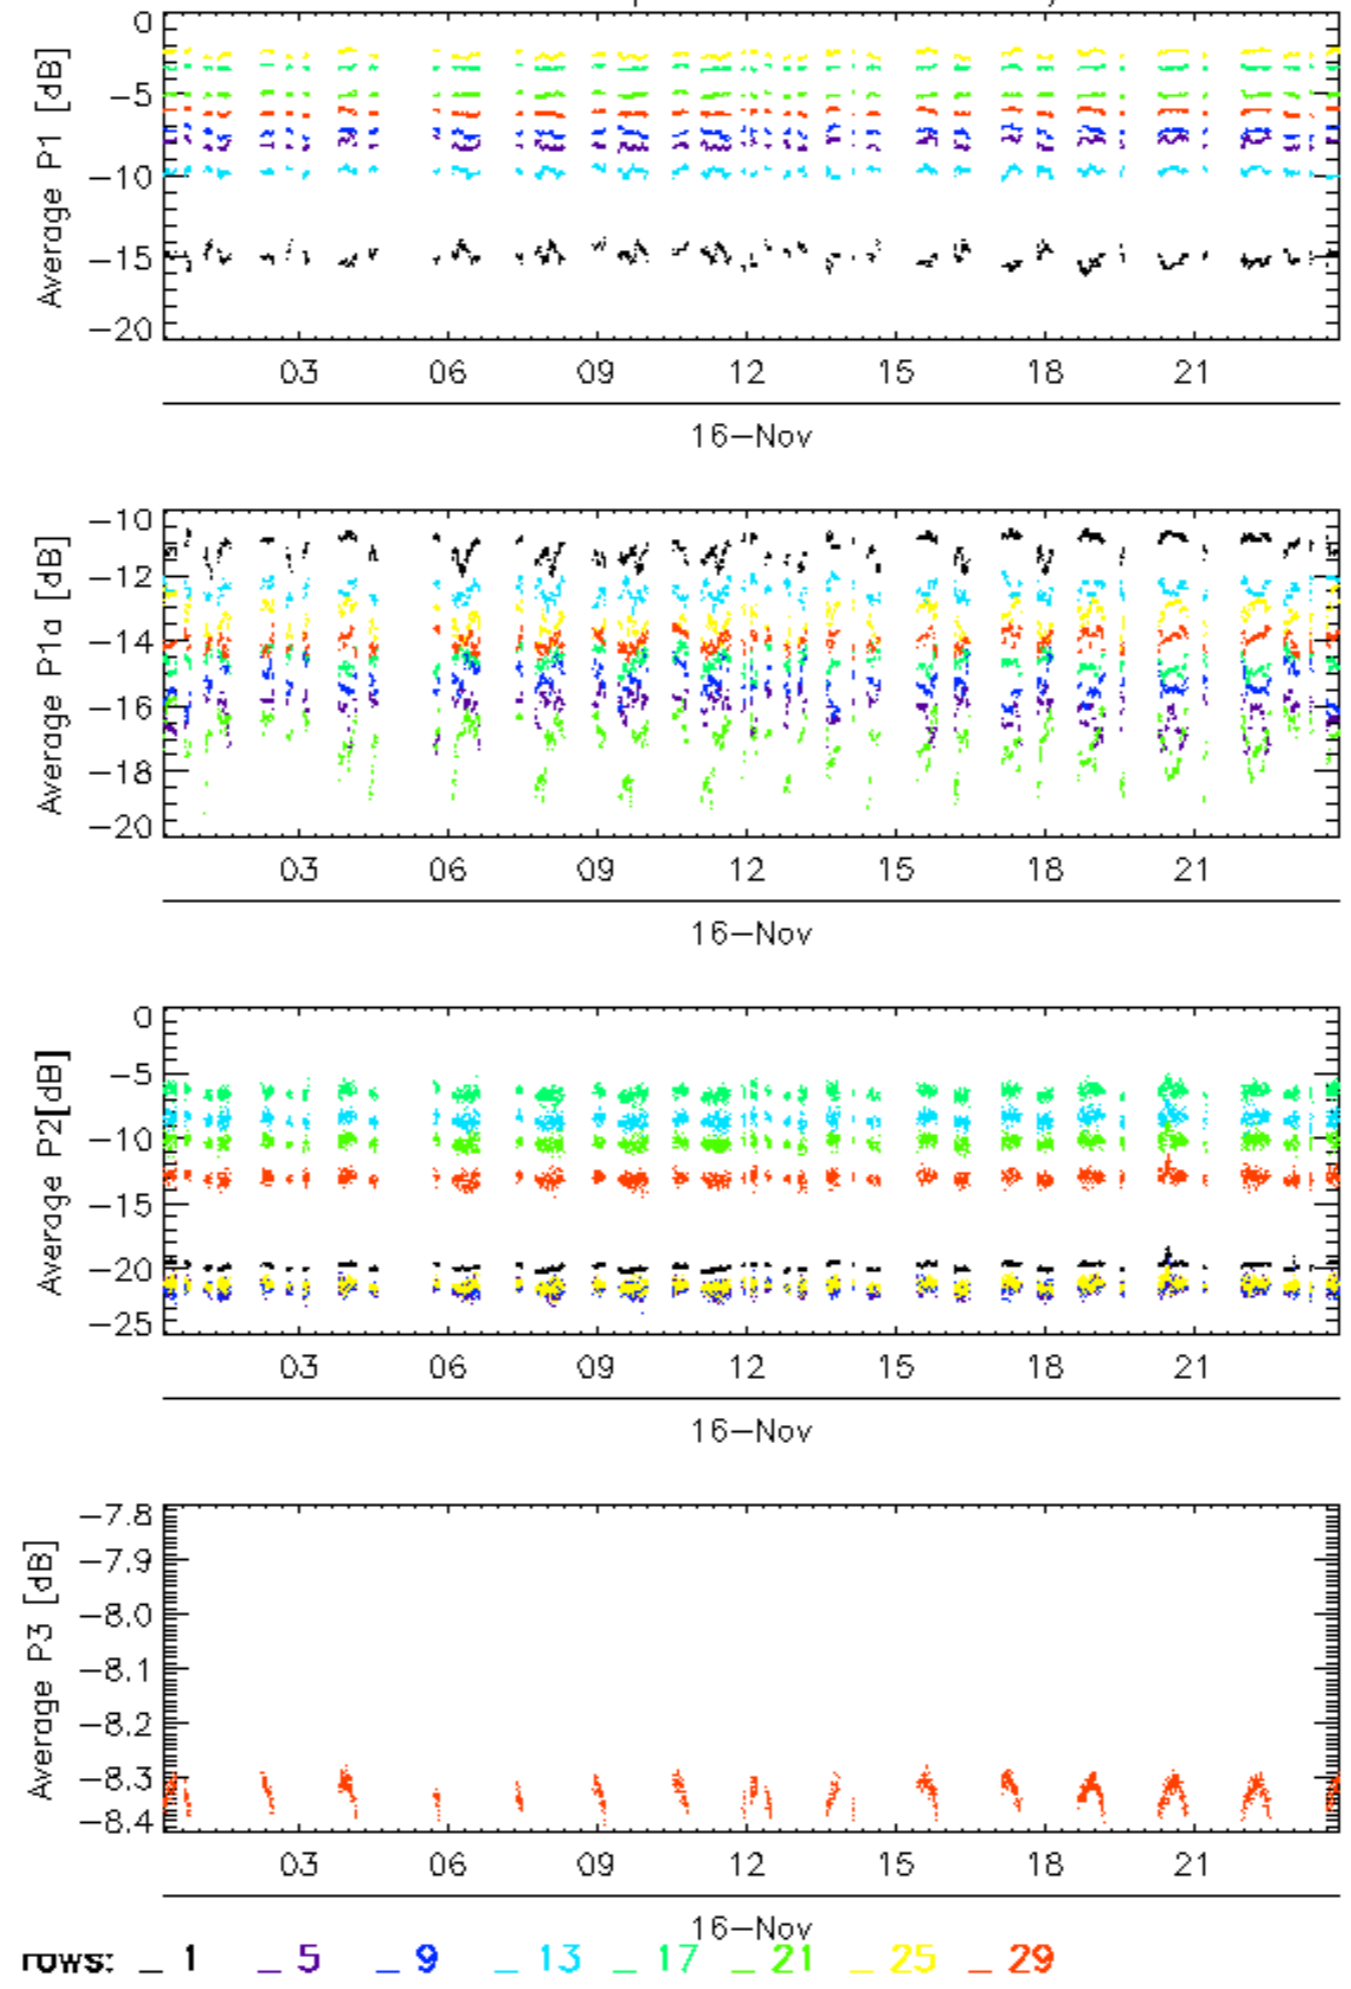 0
Average P1 [dB]
−5
−10
−15
−20
03 06 09 12 15 18 21
16−Nov
−10
Average P1a [dB]
−12
−14
−16
−18
−20
03 06 09 12 15 18 21
16−Nov
0
Average P2[dB]
−5
−10
−15
−20
−25
03 06 09 12 15 18 21
16−Nov
−7.8
Average P3 [dB]
−7.9
−8.0
−8.1
−8.2
−8.3
−8.4
03 06 09 12 15 18 21
16−Nov
rows: _ 1 _ 5 _ 9 _ 13 _ 17 _ 21 _ 25 _ 29